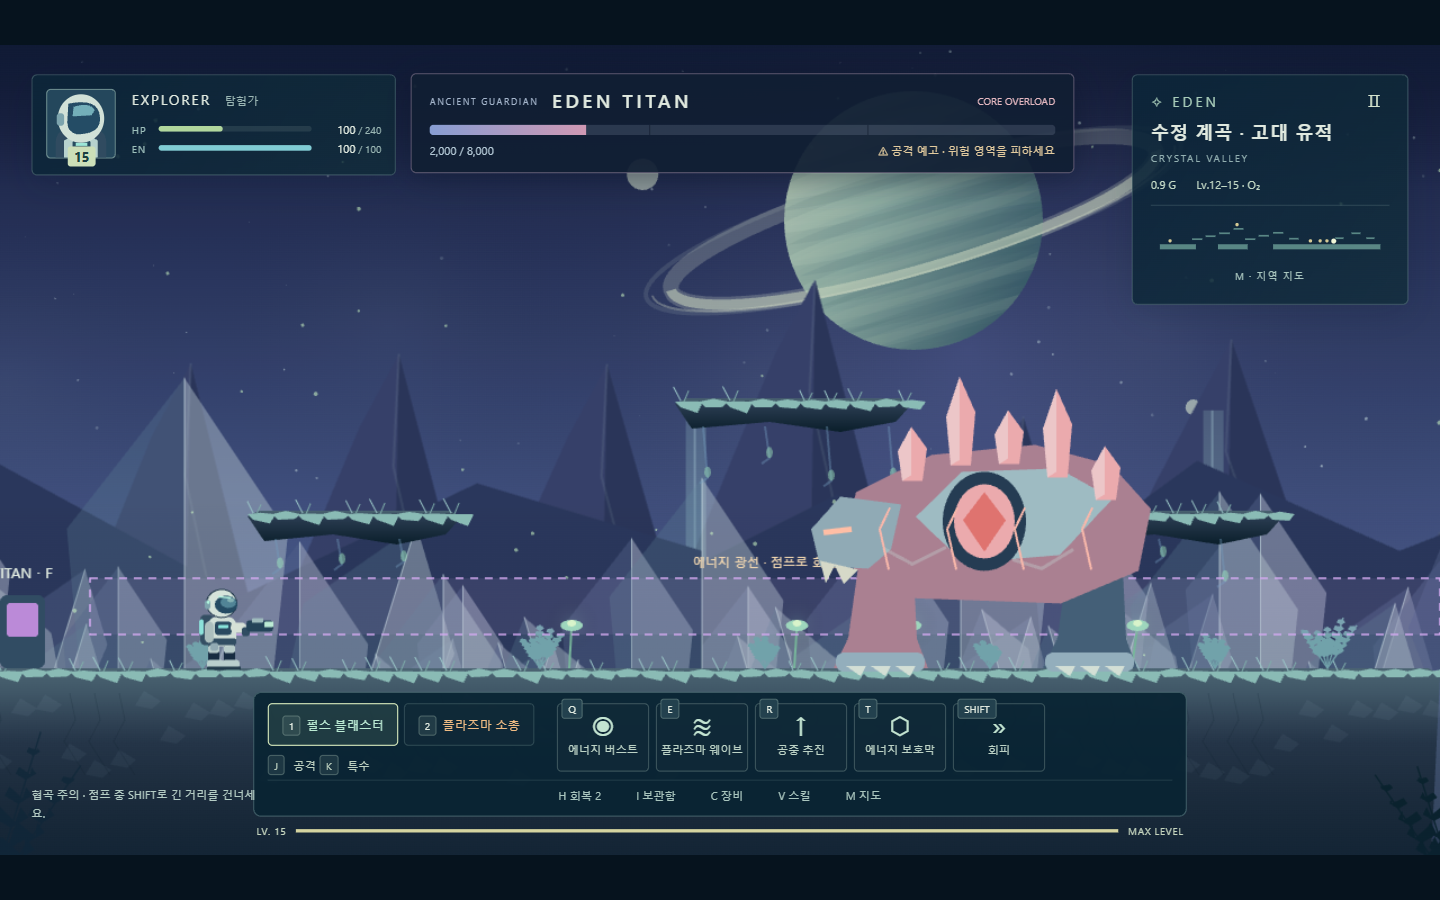 EXPLORER 탐험가
HP 100 / 240
EN 100 / 100
15
ANCIENT GUARDIAN EDEN TITAN CORE OVERLOAD
2,000 / 8,000 ⚠ 공격 예고 · 위험 영역을 피하세요
✧ EDEN II
수정 계곡 · 고대 유적
CRYSTAL VALLEY
0.9 G Lv.12–15 · O₂
M · 지역 지도
에너지 광선 · 점프로
ITAN · F
1 펄스 블래스터
2 플라즈마 소총
J 공격 K 특수
Q 에너지 버스트
E 플라즈마 웨이브
R 공중 추진
T 에너지 보호막
SHIFT 회피
H 회복 2 I 보관함 C 장비 V 스킬 M 지도
협곡 주의 · 점프 중 SHIFT로 긴 거리를 건너세
요.
LV. 15 MAX LEVEL